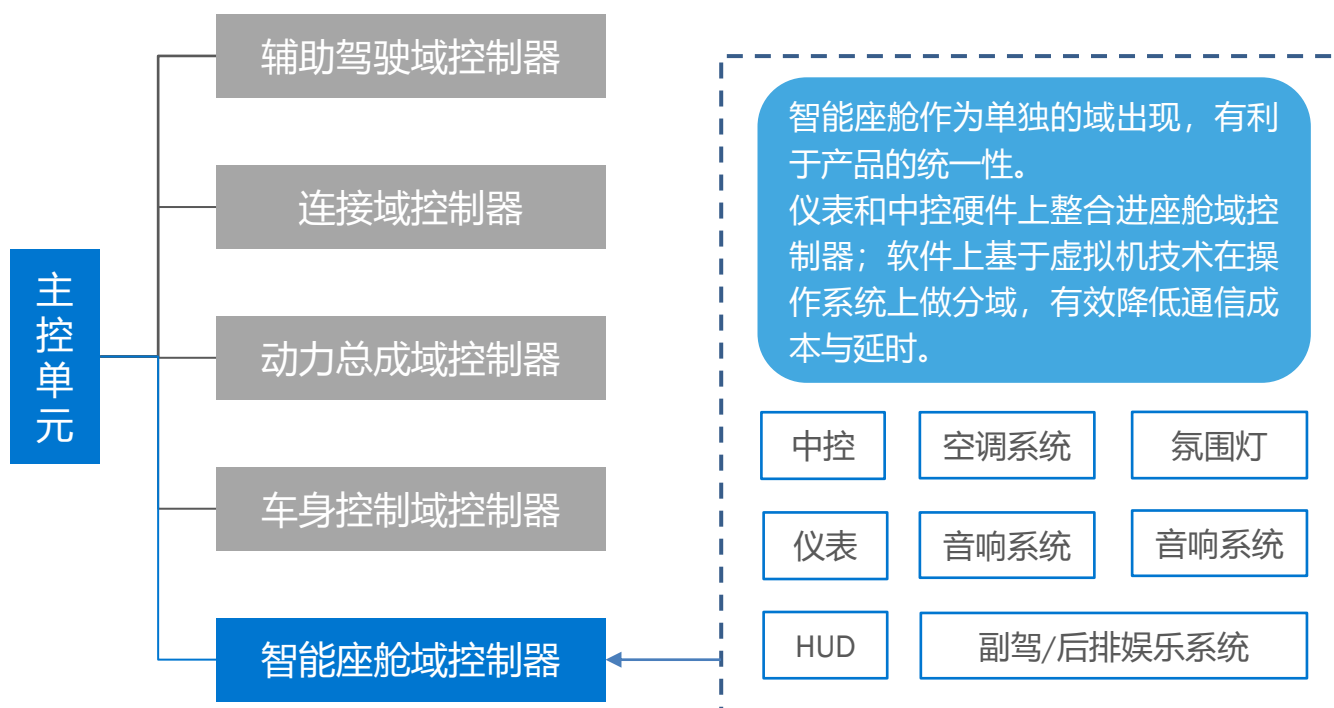 主控单元
辅助驾驶域控制器
连接域控制器
动力总成域控制器
车身控制域控制器
智能座舱域控制器
智能座舱作为单独的域出现，有利
于产品的统一性。
仪表和中控硬件上整合进座舱域控
制器；软件上基于虚拟机技术在操
作系统上做分域，有效降低通信成
本与延时。
中控
空调系统
氛围灯
仪表
音响系统
音响系统
HUD
副驾/后排娱乐系统